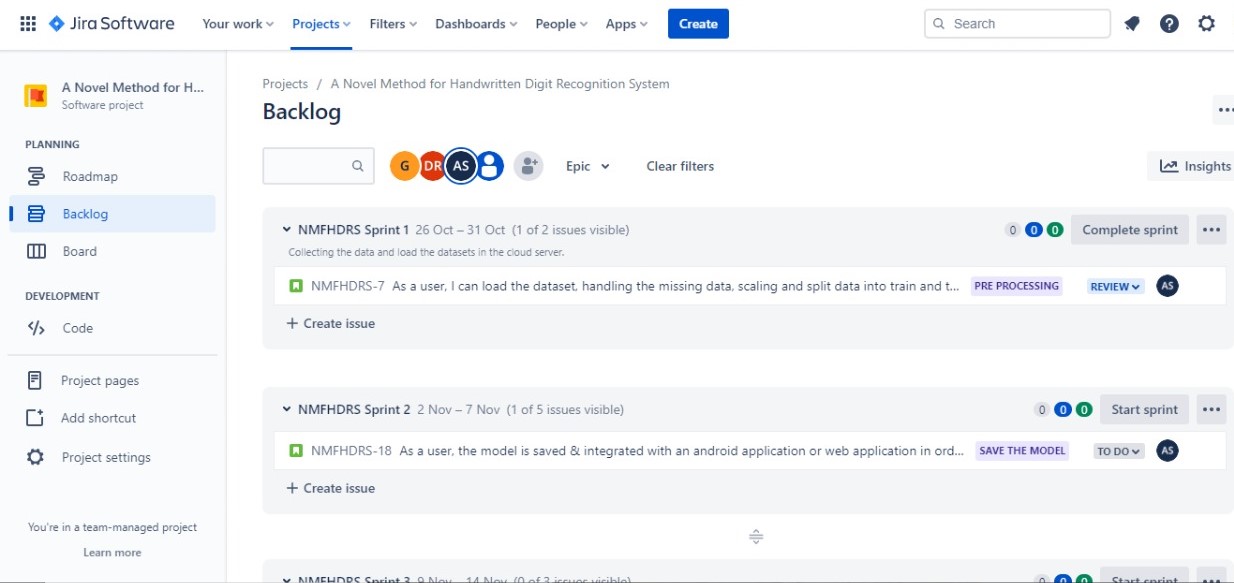 Jira Software Your work Projects Filters Dashboards People Apps Create Search
A Novel Method for H...
Software project
PLANNING
Roadmap
Backlog
Board
DEVELOPMENT
Code
Project pages
Add shortcut
Project settings
You're in a team-managed project
Learn more
Projects / A Novel Method for Handwritten Digit Recognition System
Backlog
G DR AS Epic Clear filters Insights
NMFHDRS Sprint 1 26 Oct – 31 Oct (1 of 2 issues visible) 0 0 0 Complete sprint
Collecting the data and load the datasets in the cloud server.
NMFHDRS-7 As a user, I can load the dataset, handling the missing data, scaling and split data into train and t... PRE PROCESSING REVIEW AS
+ Create issue
NMFHDRS Sprint 2 2 Nov – 7 Nov (1 of 5 issues visible) 0 0 0 Start sprint
NMFHDRS-18 As a user, the model is saved & integrated with an android application or web application in ord... SAVE THE MODEL TO DO AS
+ Create issue
NMFHDRS Sprint 3 9 Nov – 14 Nov (0 of 3 issues visible) 0 0 0 Start sprint